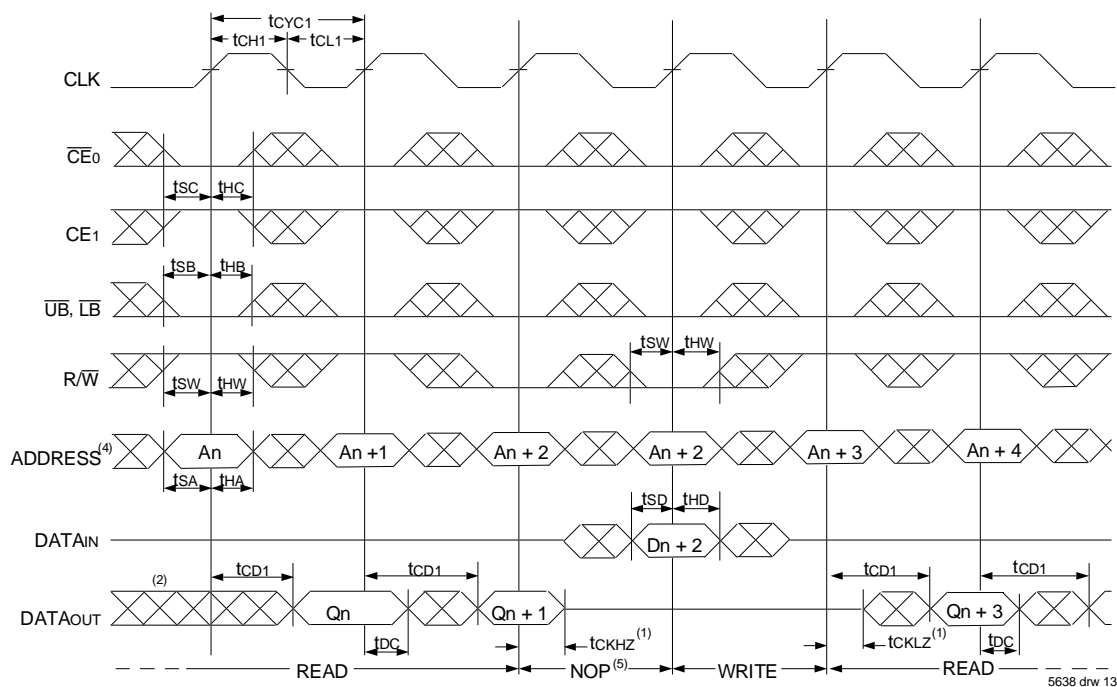 tCYC1
tCH1 tCL1
CLK
CE0
tSC tHC
CE1
tSB tHB
UB, LB
tSW tHW
R/W
tSW tHW
ADDRESS(4) An An +1 An + 2 An + 2 An + 3 An + 4
tSA tHA
tSD tHD
DATAIN Dn + 2
(2) tCD1 tCD1 tCD1 tCD1
DATAOUT Qn Qn + 1 Qn + 3
tDC tCKHZ(1) tCKLZ(1) tDC
READ NOP(5) WRITE READ
5638 drw 13